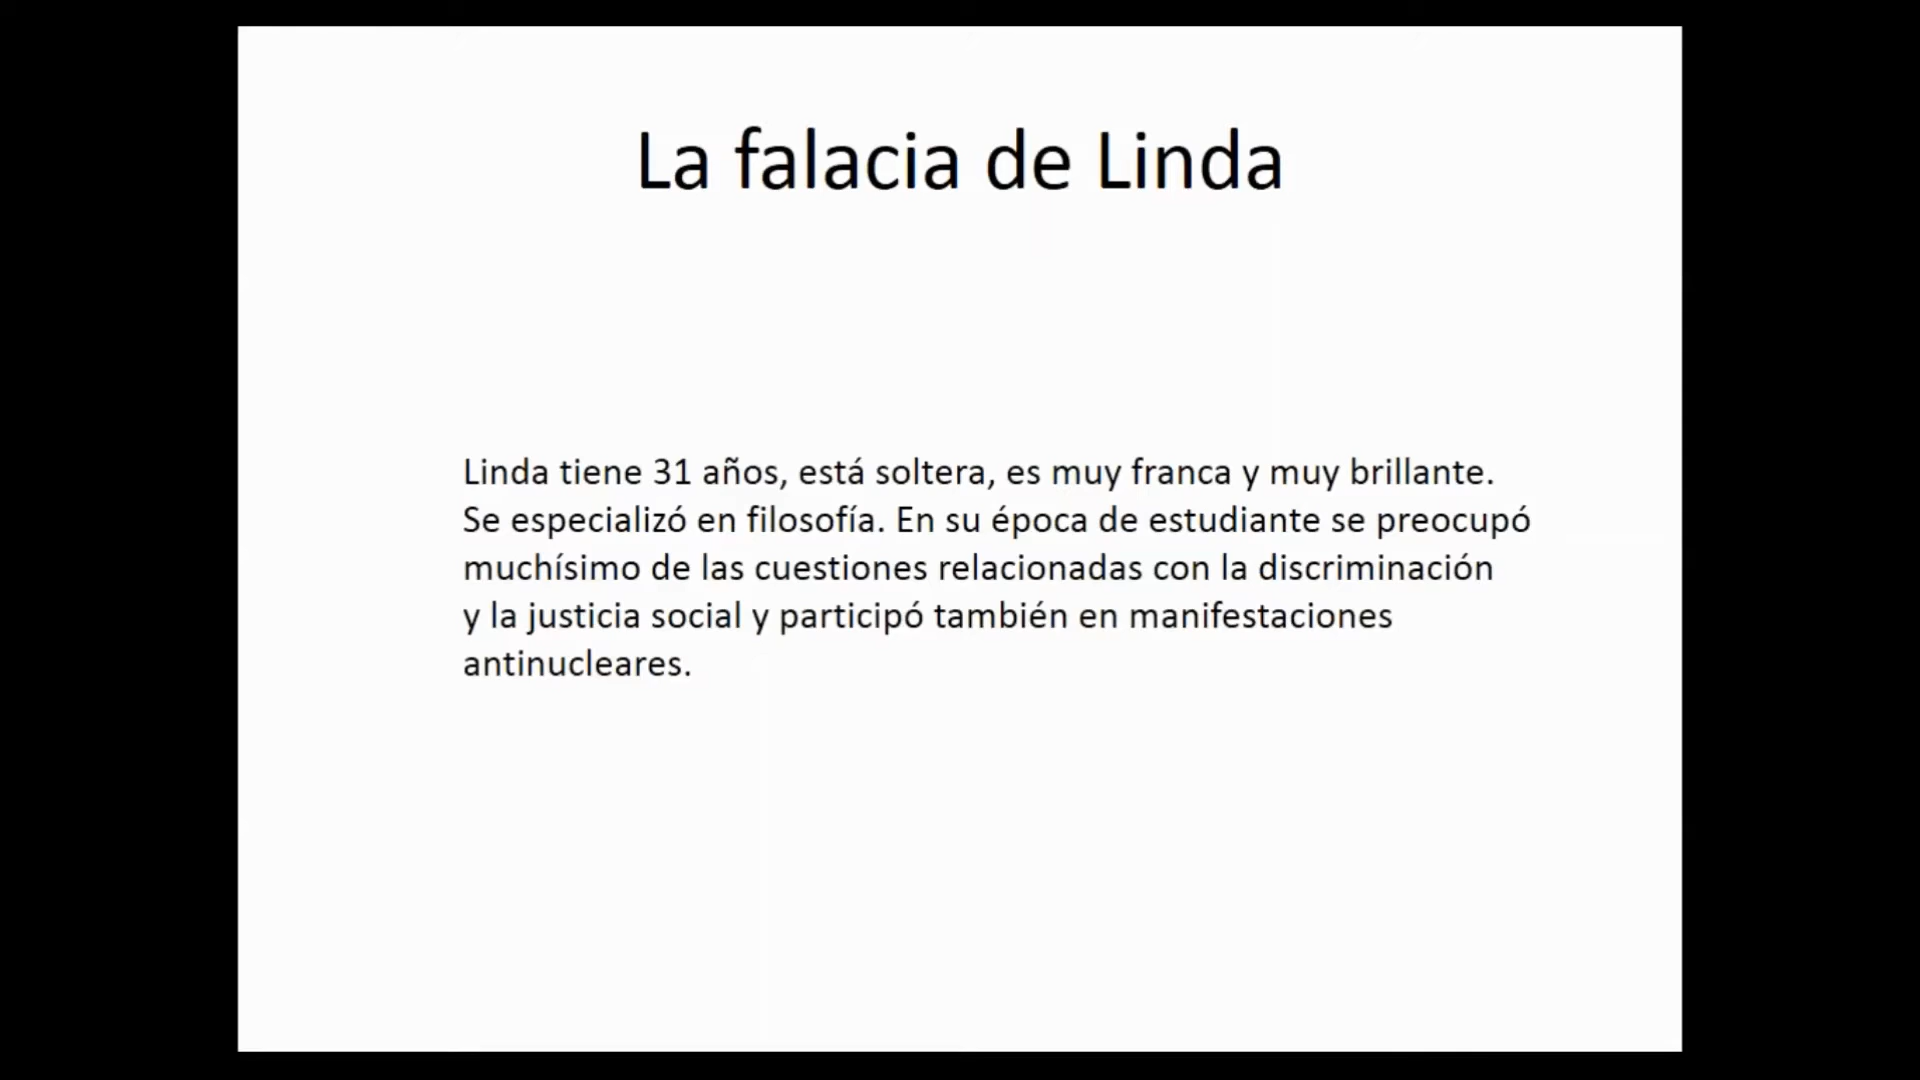 La falacia de Linda
Linda tiene 31 años, está soltera, es muy franca y muy brillante.
Se especializó en filosofía. En su época de estudiante se preocupó
muchísimo de las cuestiones relacionadas con la discriminación
y la justicia social y participó también en manifestaciones
antinucleares.